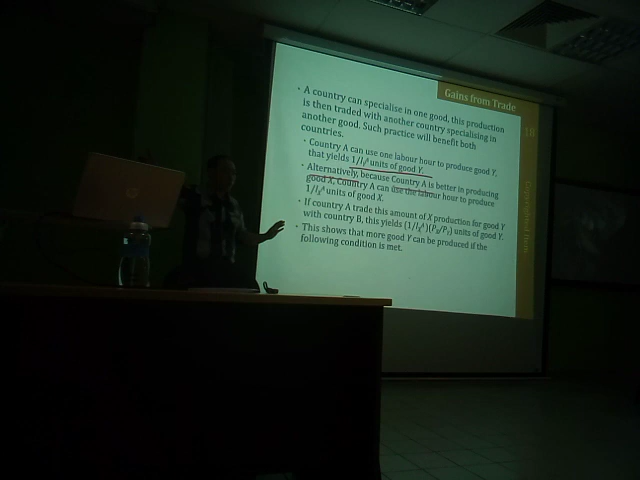 Gains from Trade
18
• A country can specialise in one good, this production
is then traded with another country specialising in
another good. Such practice will benefit both
countries.
• Country A can use one labour hour to produce good Y,
that yields 1/l_Y^A units of good Y.
• Alternatively, because Country A is better in producing
good X, Country A can use the labour hour to produce
1/l_X^A units of good X.
• If country A trade this amount of X production for good Y
with country B, this yields (1/l_X^A)(P_X/P_Y) units of good Y.
• This shows that more good Y can be produced if the
following condition is met.